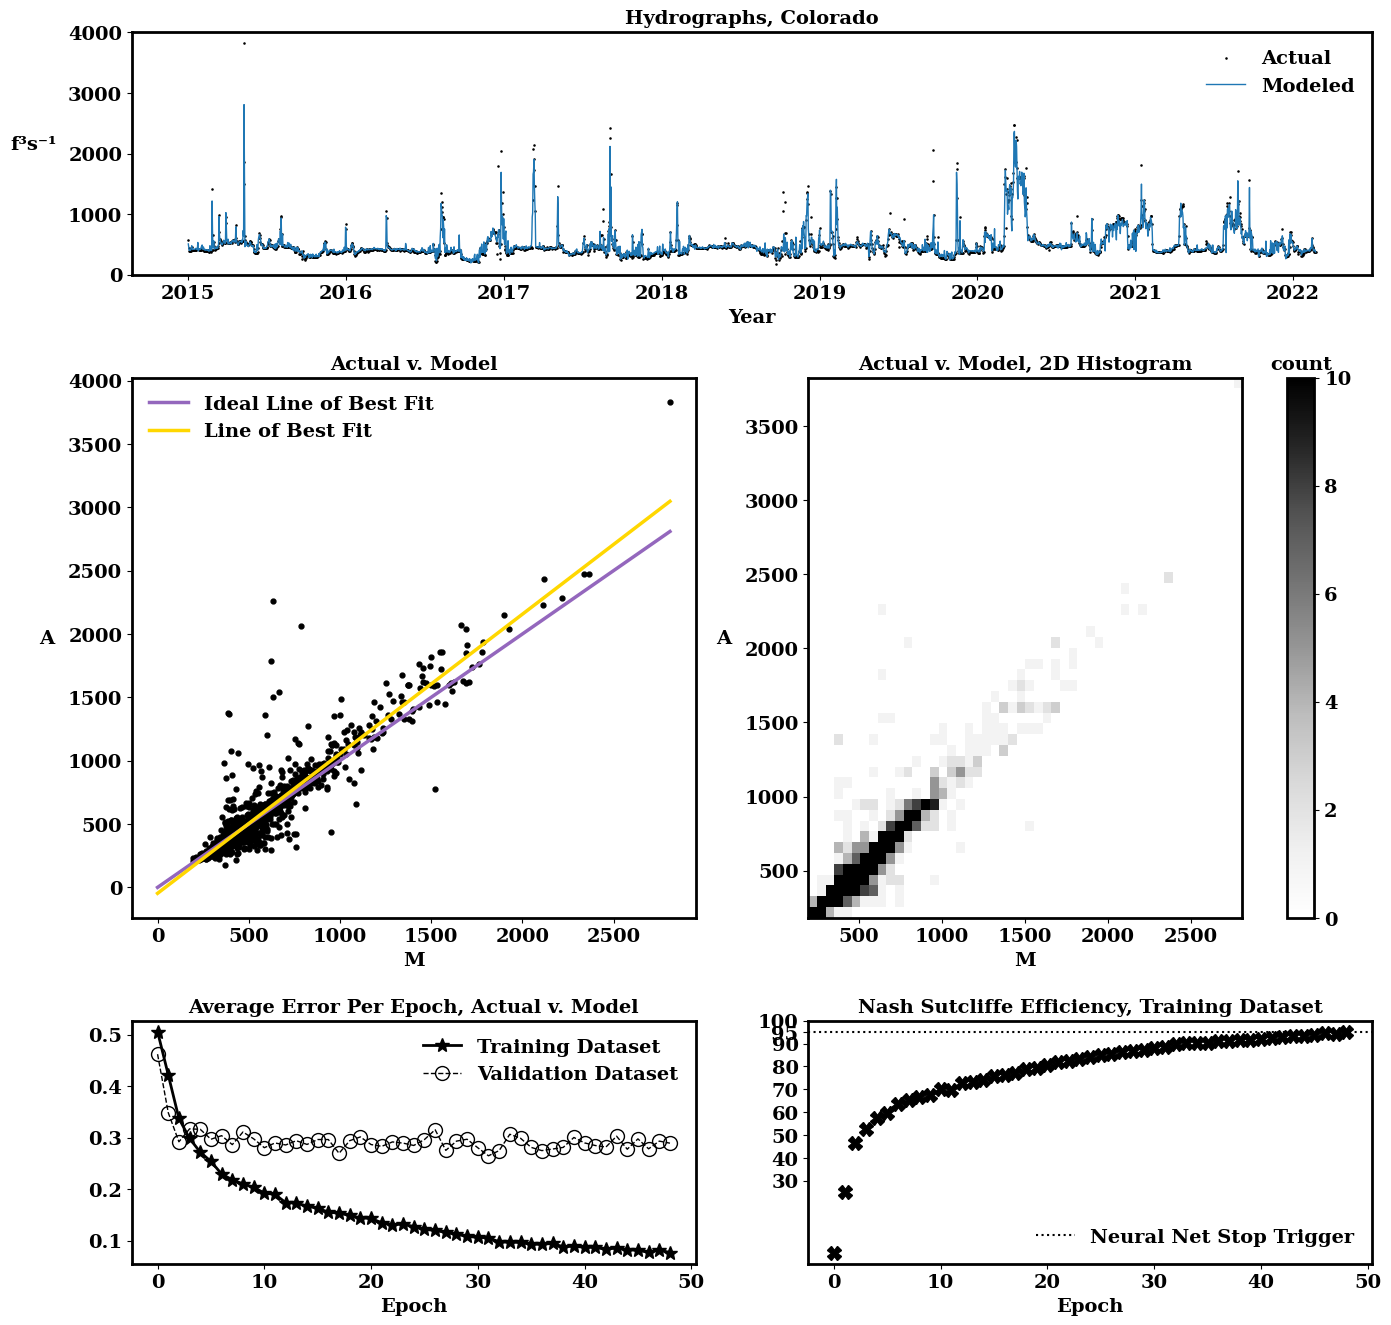 Hydrographs, Colorado
4000
3000
f³s⁻¹
2000
1000
0
Actual
Modeled
2015 2016 2017 2018 2019 2020 2021 2022
Year
Actual v. Model
4000
3500
3000
2500
A
2000
1500
1000
500
0
Ideal Line of Best Fit
Line of Best Fit
0 500 1000 1500 2000 2500
M
Actual v. Model, 2D Histogram
3500
3000
2500
A
2000
1500
1000
500
500 1000 1500 2000 2500
M
count
10
8
6
4
2
0
Average Error Per Epoch, Actual v. Model
0.5
0.4
0.3
0.2
0.1
Training Dataset
Validation Dataset
0 10 20 30 40 50
Epoch
Nash Sutcliffe Efficiency, Training Dataset
100
95
90
80
70
60
50
40
30
Neural Net Stop Trigger
0 10 20 30 40 50
Epoch